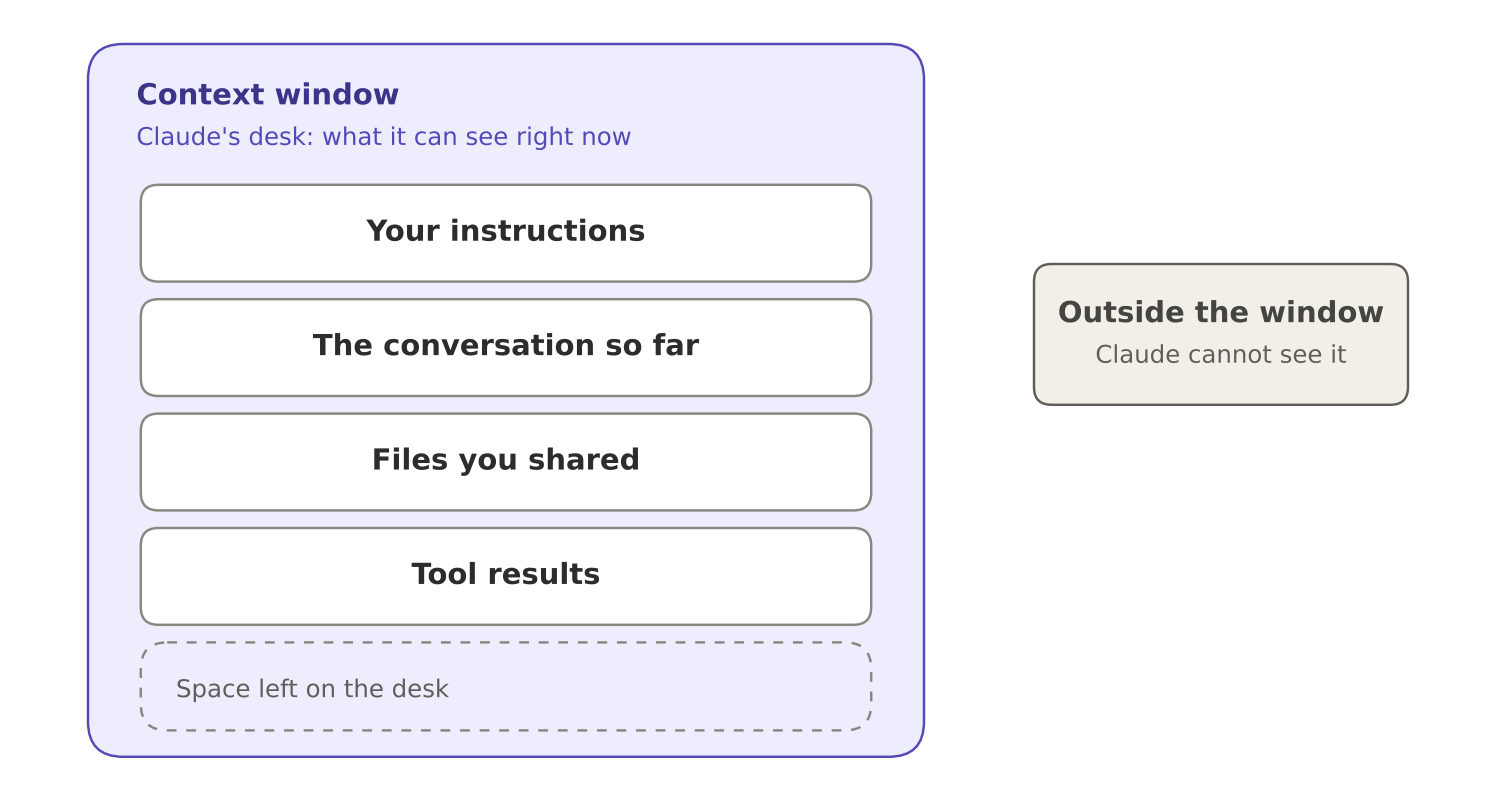 Context window
Claude's desk: what it can see right now
Your instructions
The conversation so far
Files you shared
Tool results
Space left on the desk
Outside the window
Claude cannot see it